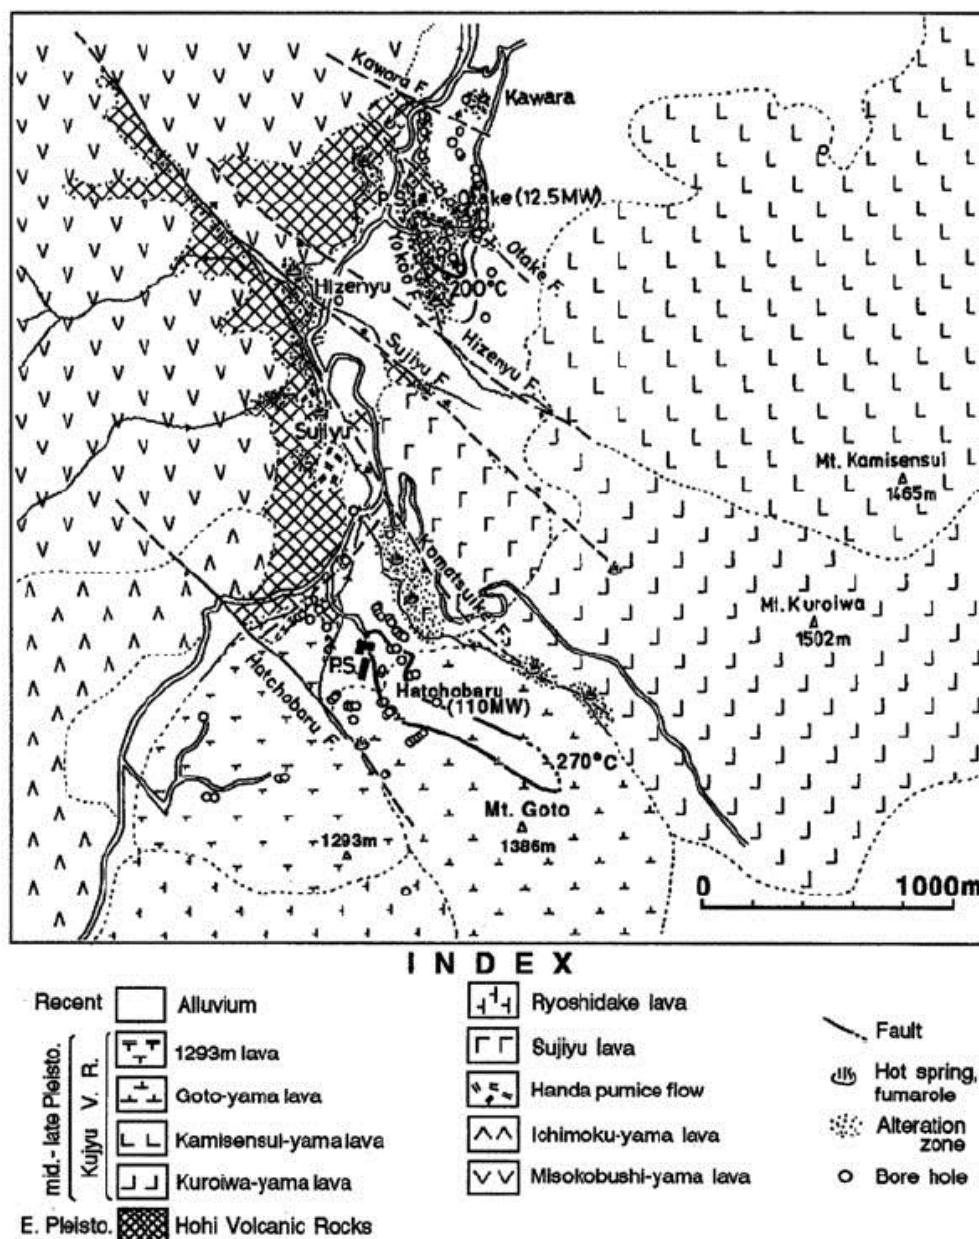 Kawara F.
Kawara
P.S.
Otake (12.5MW)
Yokoo F.
Otake F.
200°C
Hizenyu
Hizenyu F.
Sujiyu F.
Sujiyu
Mt. Kamisensui
1465m
Komatsuike F.
Mt. Kuroiwa
1502m
P.S.
Hatchobaru F.
Hatchobaru
(110MW)
270°C
Mt. Goto
1386m
1293m
0 1000m
INDEX
Recent
Alluvium
mid.-late Pleisto.
Kujyu V. R.
1293m lava
Goto-yama lava
Kamisensui-yama lava
Kuroiwa-yama lava
E. Pleisto.
Hohi Volcanic Rocks
Ryoshidake lava
Sujiyu lava
Handa pumice flow
Ichimoku-yama lava
Misokobushi-yama lava
Fault
Hot spring,
fumarole
Alteration
zone
Bore hole